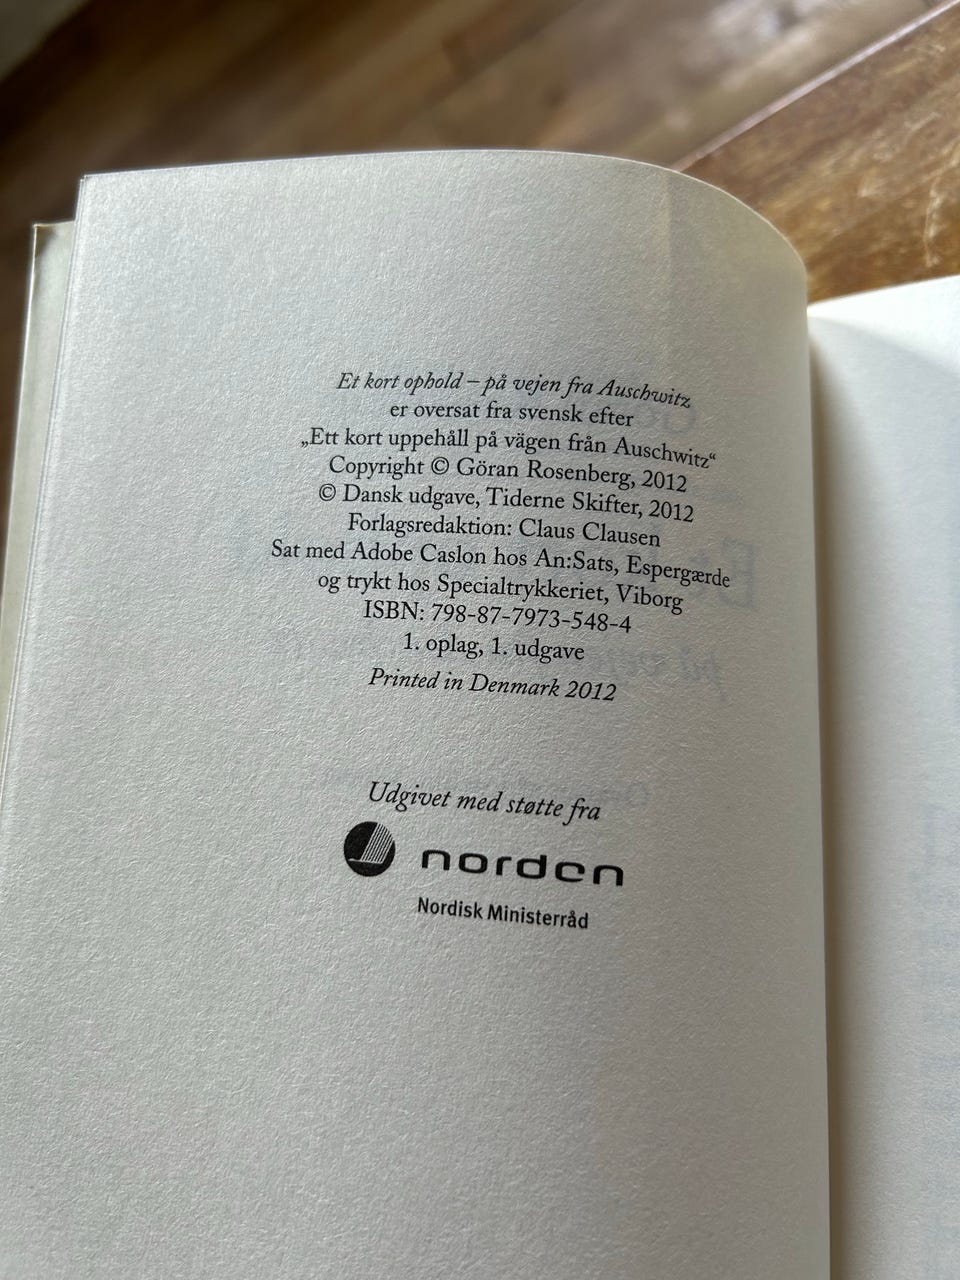 Et kort ophold – på vejen fra Auschwitz
er oversat fra svensk efter
„Ett kort uppehåll på vägen från Auschwitz“
Copyright © Göran Rosenberg, 2012
© Dansk udgave, Tiderne Skifter, 2012
Forlagsredaktion: Claus Clausen
Sat med Adobe Caslon hos An:Sats, Espergærde
og trykt hos Specialtrykkeriet, Viborg
ISBN: 798-87-7973-548-4
1. oplag, 1. udgave
Printed in Denmark 2012
Udgivet med støtte fra
norden
Nordisk Ministerråd